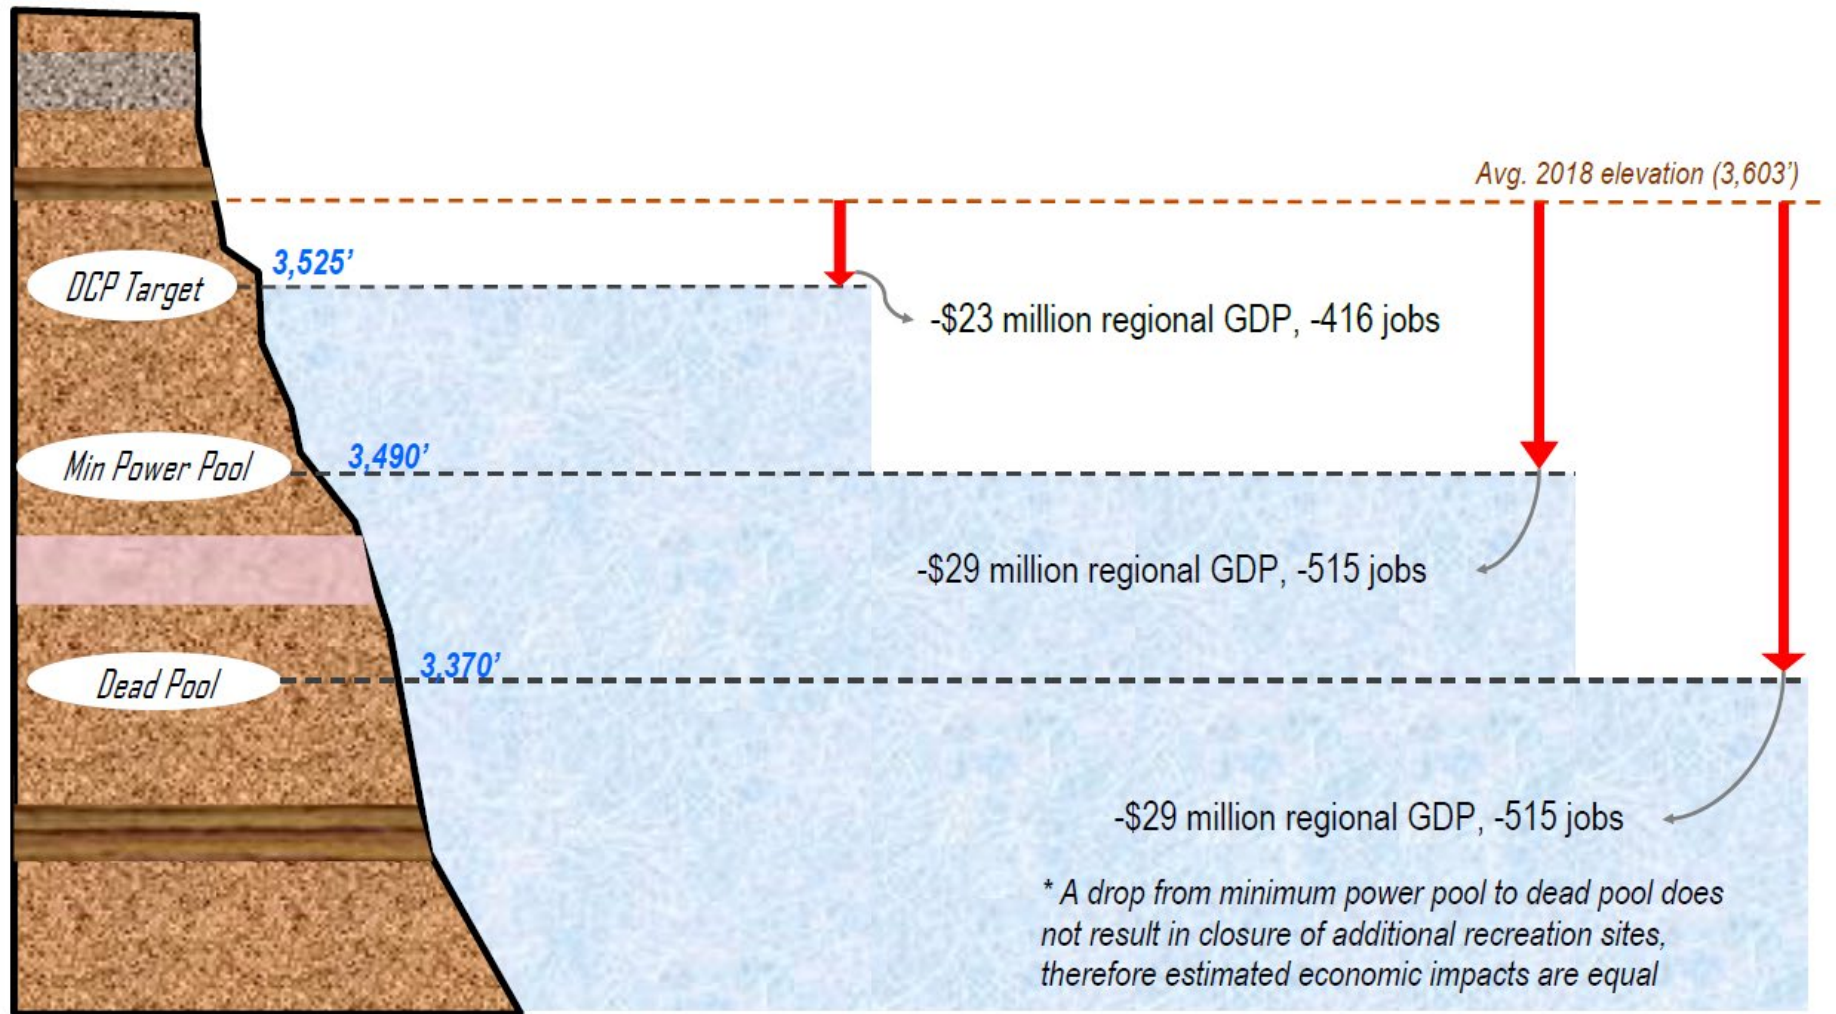 Avg. 2018 elevation (3,603’)
3,525’
DCP Target
-$23 million regional GDP, -416 jobs
3,490’
Min Power Pool
-$29 million regional GDP, -515 jobs
3,370’
Dead Pool
-$29 million regional GDP, -515 jobs
* A drop from minimum power pool to dead pool does
not result in closure of additional recreation sites,
therefore estimated economic impacts are equal